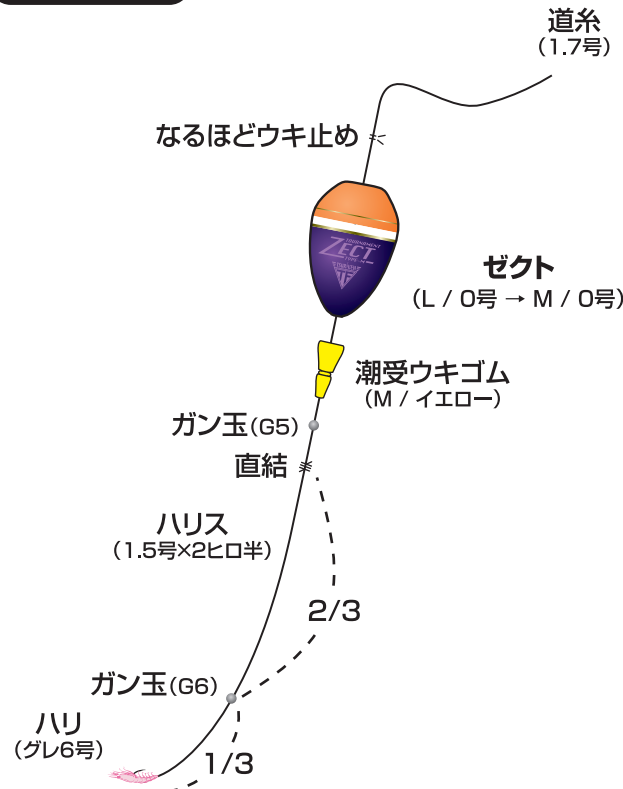 道糸
(1.7号)
なるほどウキ止め
TOURNAMENT
ZECT
ゼクト
(L / 0号 → M / 0号)
潮受ウキゴム
(M / イエロー)
ガン玉(G5)
直結
ハリス
(1.5号×2ヒロ半)
2/3
ガン玉(G6)
ハリ
(グレ6号)
1/3